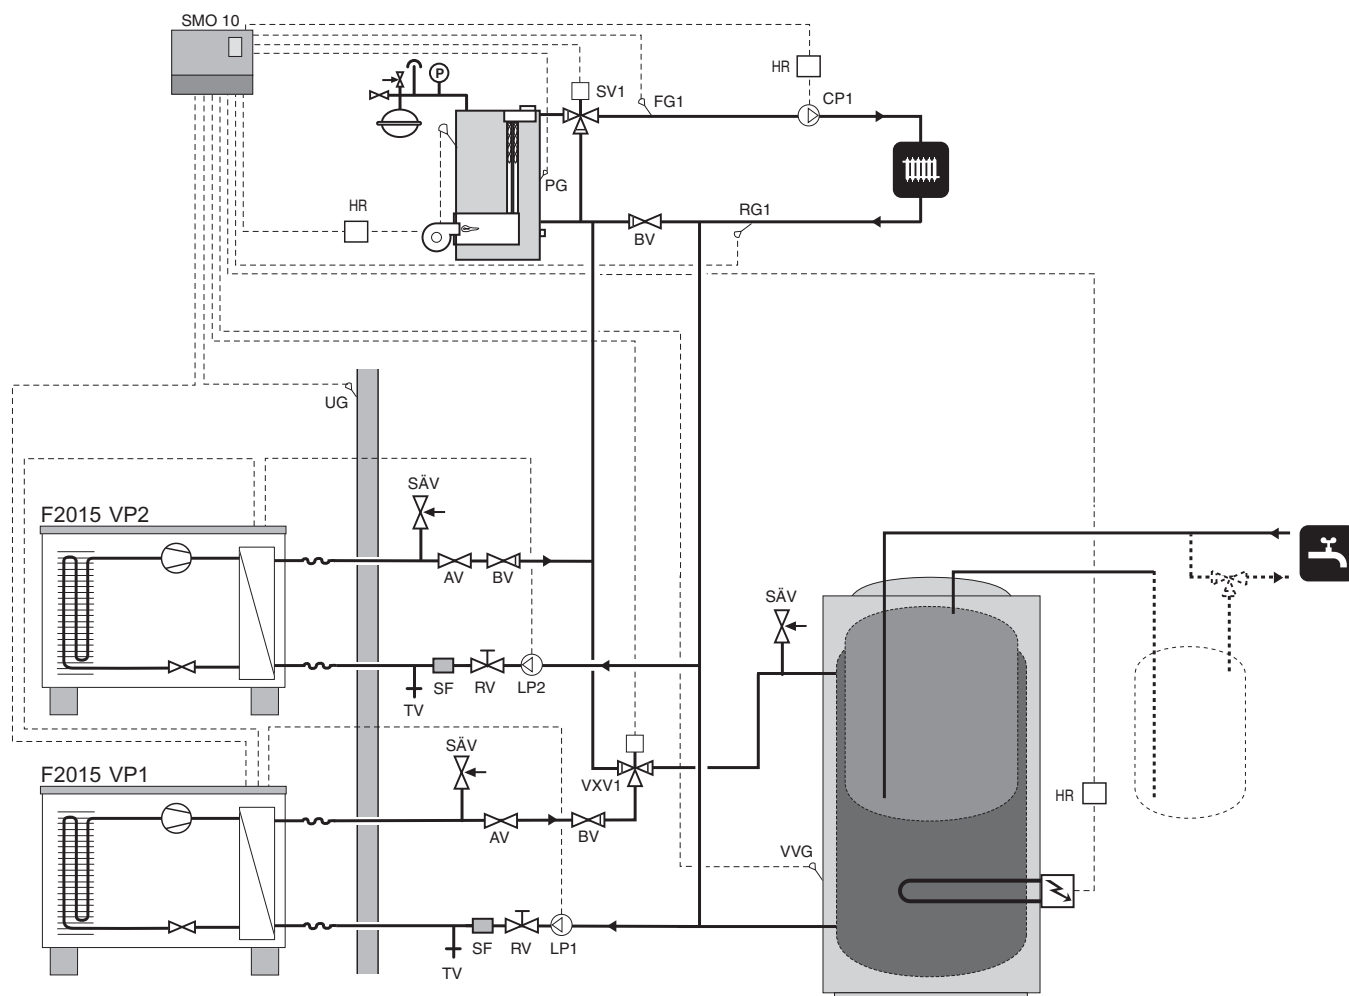 SMO 10
P
SV1
FG1
HR
CP1
PG
HR
BV
RG1
UG
SÄV
F2015 VP2
AV
BV
SÄV
SF
RV
LP2
TV
SÄV
F2015 VP1
VXV1
HR
AV
BV
VVG
SF
RV
LP1
TV